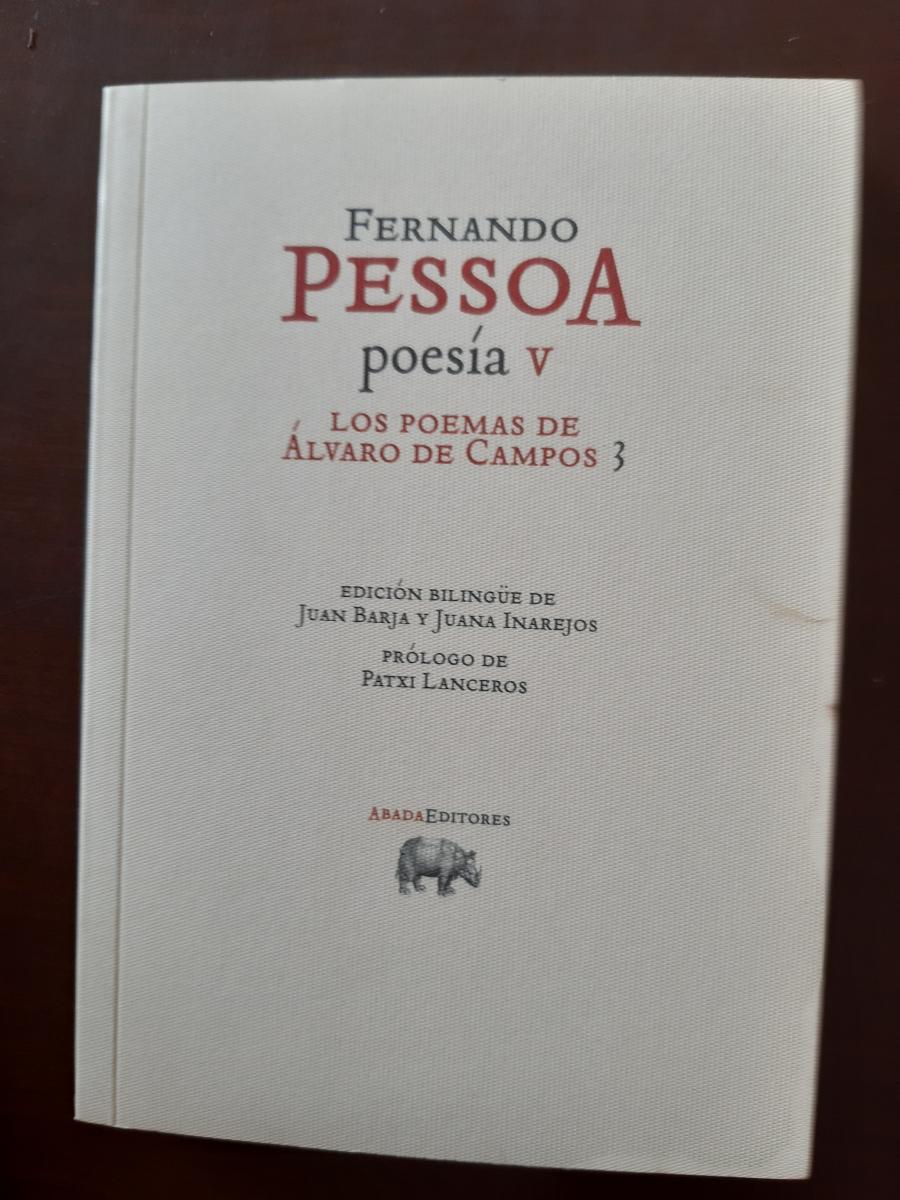 FERNANDO
PESSOA
poesía V
LOS POEMAS DE
ÁLVARO DE CAMPOS 3
EDICIÓN BILINGÜE DE
JUAN BARJA Y JUANA INAREJOS
PRÓLOGO DE
PATXI LANCEROS
ABADAEDITORES